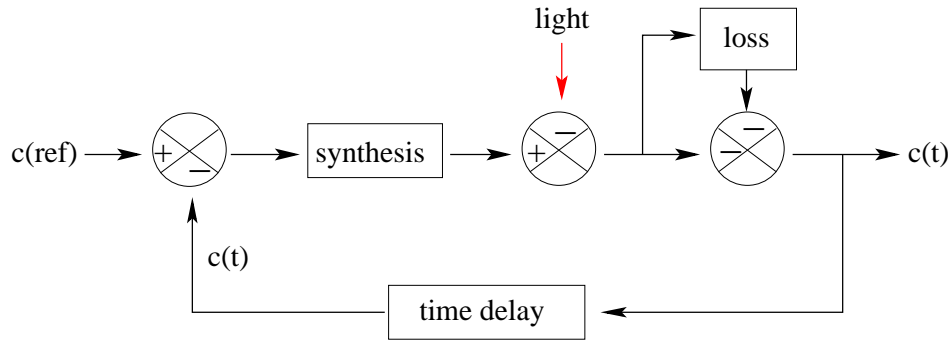 light
loss
c(ref)
+
−
synthesis
+
−
−
−
c(t)
c(t)
time delay